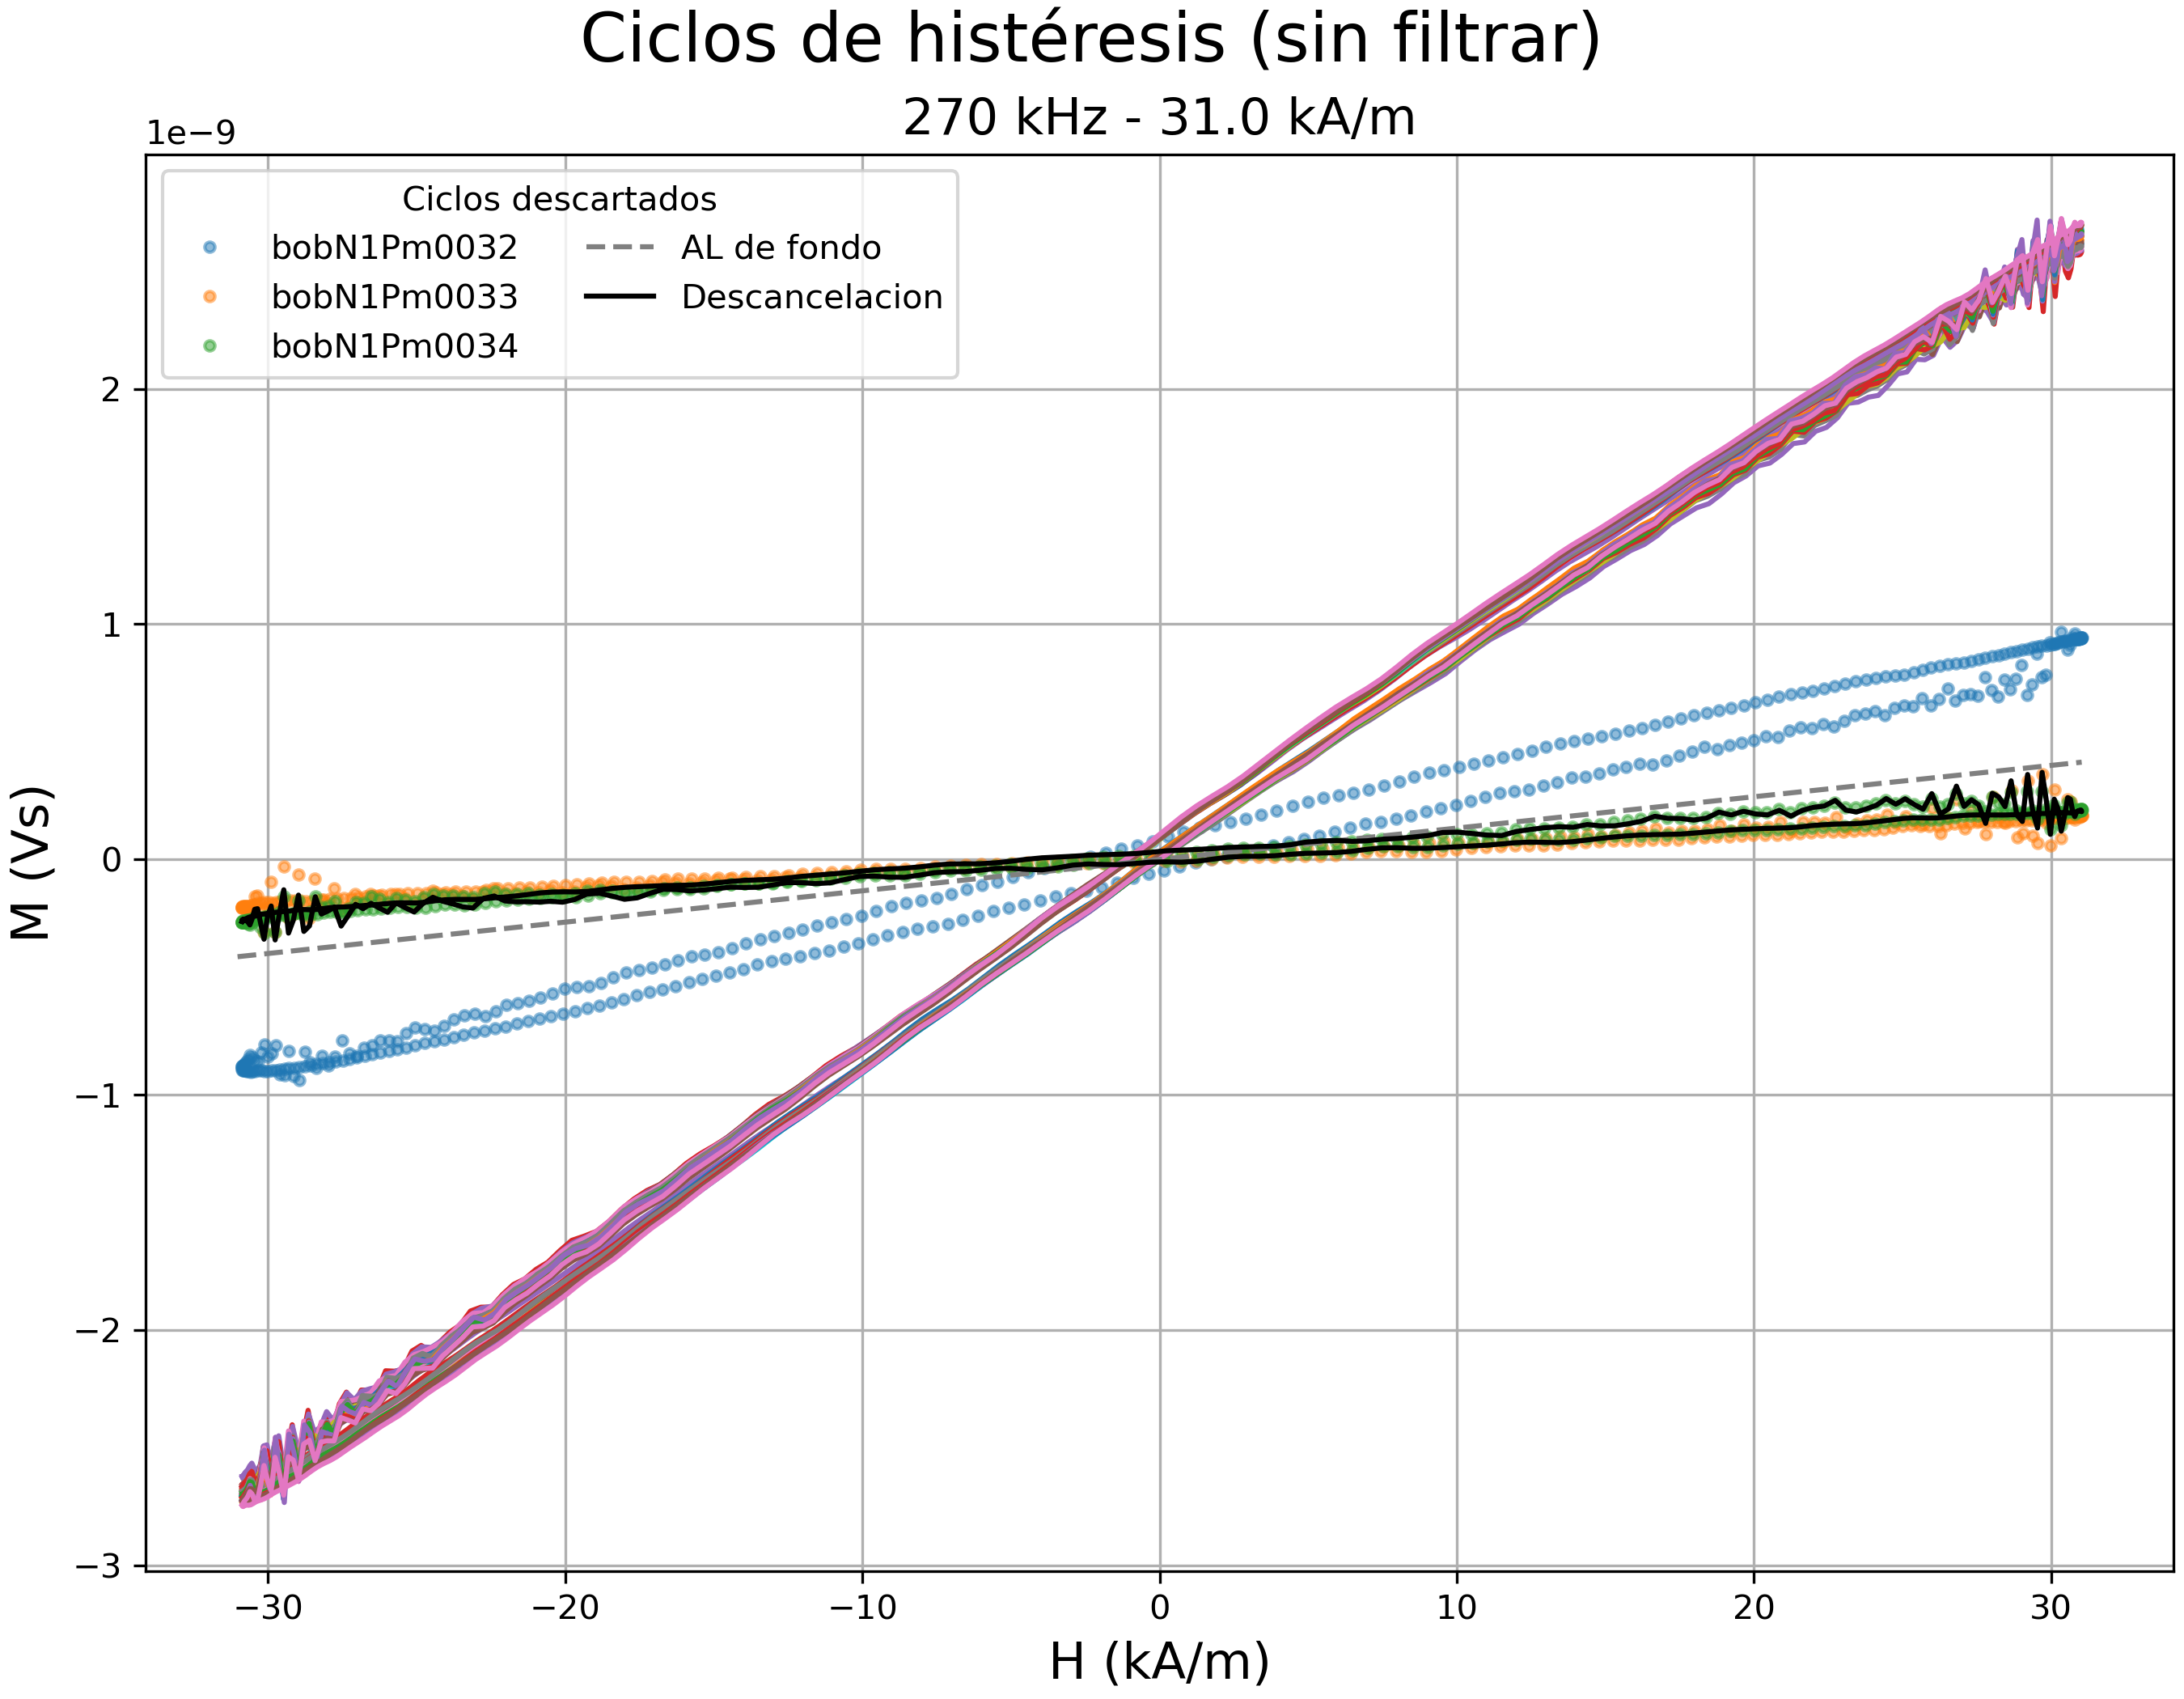 Ciclos de histéresis (sin filtrar)
270 kHz - 31.0 kA/m
1e−9
Ciclos descartados
bobN1Pm0032
bobN1Pm0033
bobN1Pm0034
AL de fondo
Descancelacion
2
1
0
−1
−2
−3
M (Vs)
−30
−20
−10
0
10
20
30
H (kA/m)